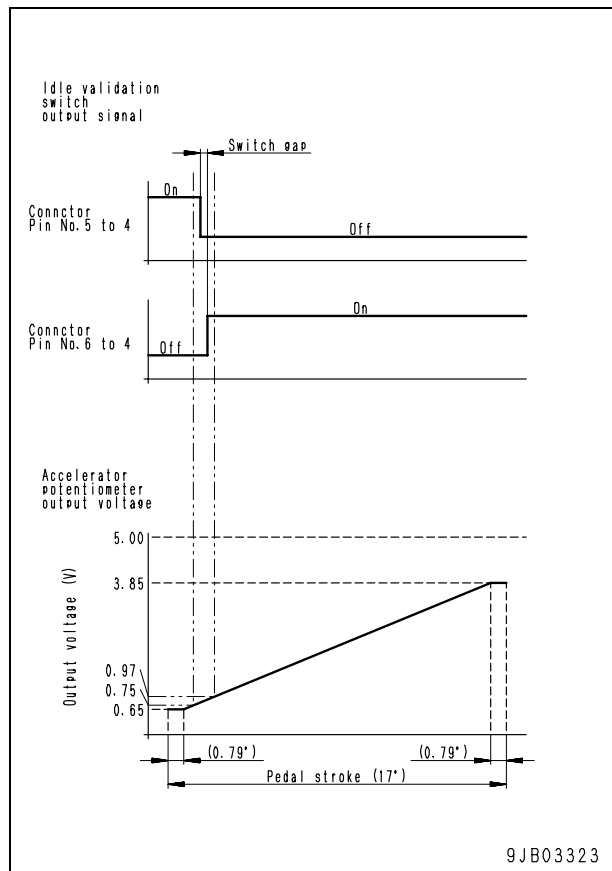 Idle validation
switch
output signal
Switch gap
On
Connctor
Pin No.5 to 4
Off
On
Connctor
Pin No.6 to 4
Off
Accelerator
potentiometer
output voltage
5.00
3.85
Output voltage (V)
0.97
0.75
0.65
(0.79°)
(0.79°)
Pedal stroke (17°)
9JB03323